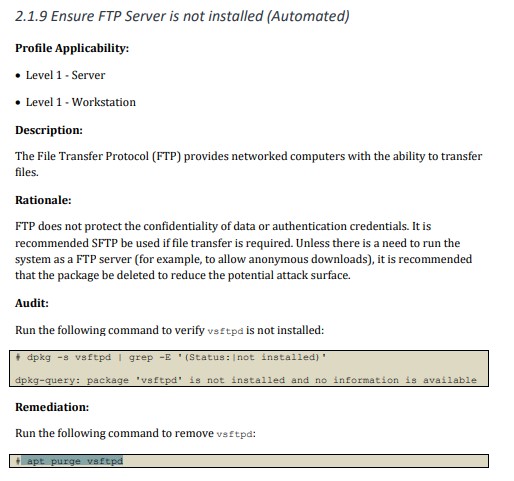 2.1.9 Ensure FTP Server is not installed (Automated)
Profile Applicability:
• Level 1 - Server
• Level 1 - Workstation
Description:
The File Transfer Protocol (FTP) provides networked computers with the ability to transfer
files.
Rationale:
FTP does not protect the confidentiality of data or authentication credentials. It is
recommended SFTP be used if file transfer is required. Unless there is a need to run the
system as a FTP server (for example, to allow anonymous downloads), it is recommended
that the package be deleted to reduce the potential attack surface.
Audit:
Run the following command to verify vsftpd is not installed:
# dpkg -s vsftpd | grep -E '(Status:|not installed)'
dpkg-query: package 'vsftpd' is not installed and no information is available
Remediation:
Run the following command to remove vsftpd:
# apt purge vsftpd